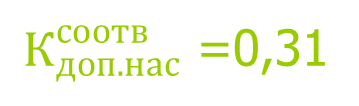 К соотв доп.нас =0,31